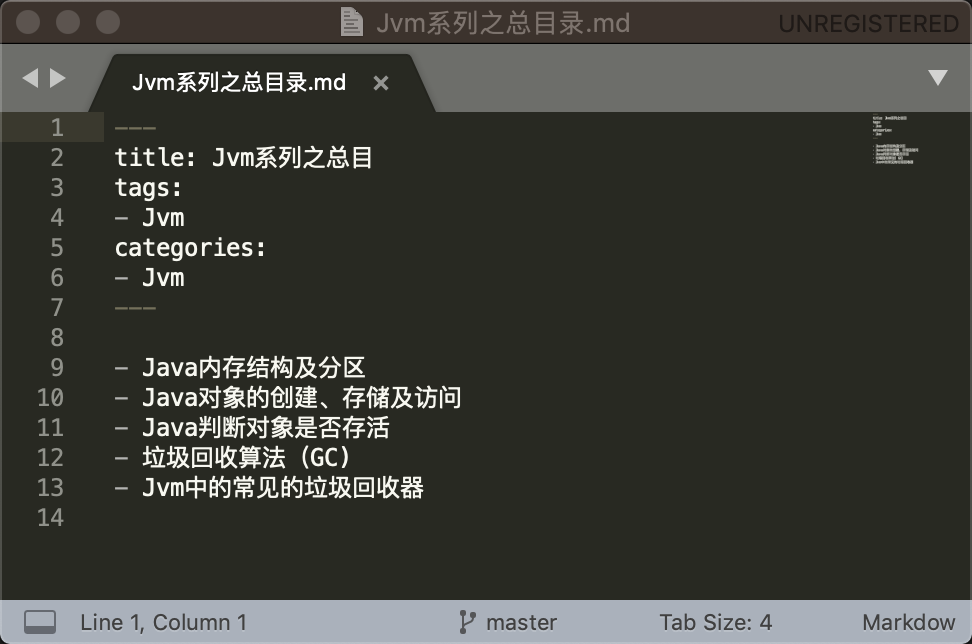 Jvm系列之总目录.md
UNREGISTERED
Jvm系列之总目录.md ×
1 ---
2 title: Jvm系列之总目
3 tags:
4 - Jvm
5 categories:
6 - Jvm
7 ---
8
9 - Java内存结构及分区
10 - Java对象的创建、存储及访问
11 - Java判断对象是否存活
12 - 垃圾回收算法（GC）
13 - Jvm中的常见的垃圾回收器
14
Line 1, Column 1
master
Tab Size: 4
Markdown